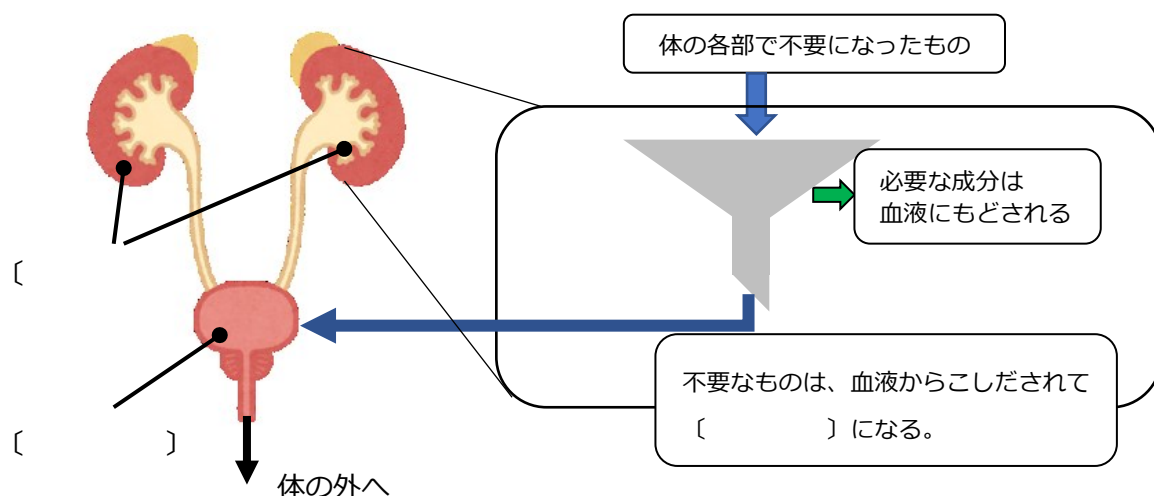 体の各部で不要になったもの
必要な成分は
血液にもどされる
〔
不要なものは、血液からこしだされて
〔　　　　　〕になる。
〔　　　　　〕
体の外へ